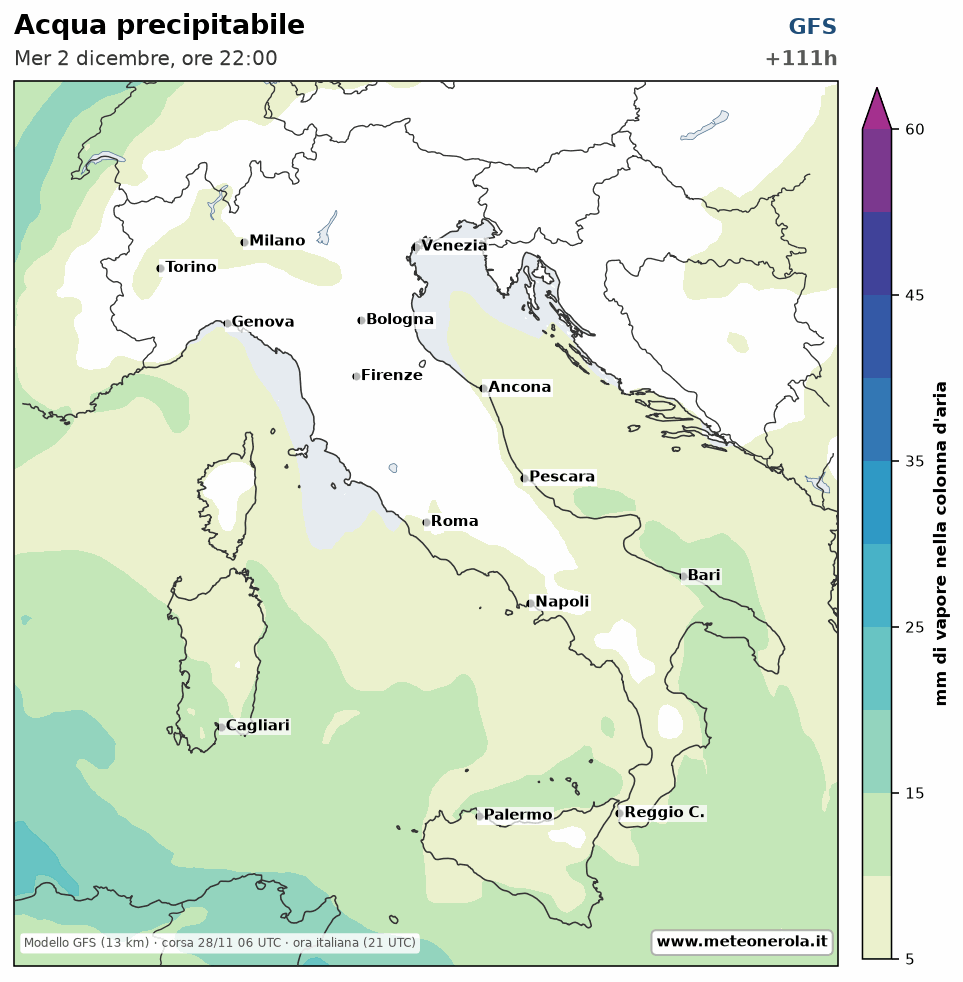 Acqua precipitabile
GFS
Mer 2 dicembre, ore 22:00
+111h
60
45
35
25
15
5
mm di vapore nella colonna d'aria
Milano
Venezia
Torino
Genova
Bologna
Firenze
Ancona
Pescara
Roma
Bari
Napoli
Cagliari
Palermo
Reggio C.
Modello GFS (13 km) · corsa 28/11 06 UTC · ora italiana (21 UTC)
www.meteonerola.it